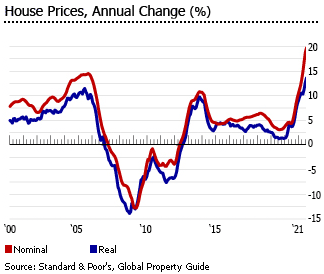 House Prices, Annual Change (%)
20
15
10
5
0
-5
-10
-15
'00 '05 '10 '15 '21
Nominal Real
Source: Standard & Poor's, Global Property Guide